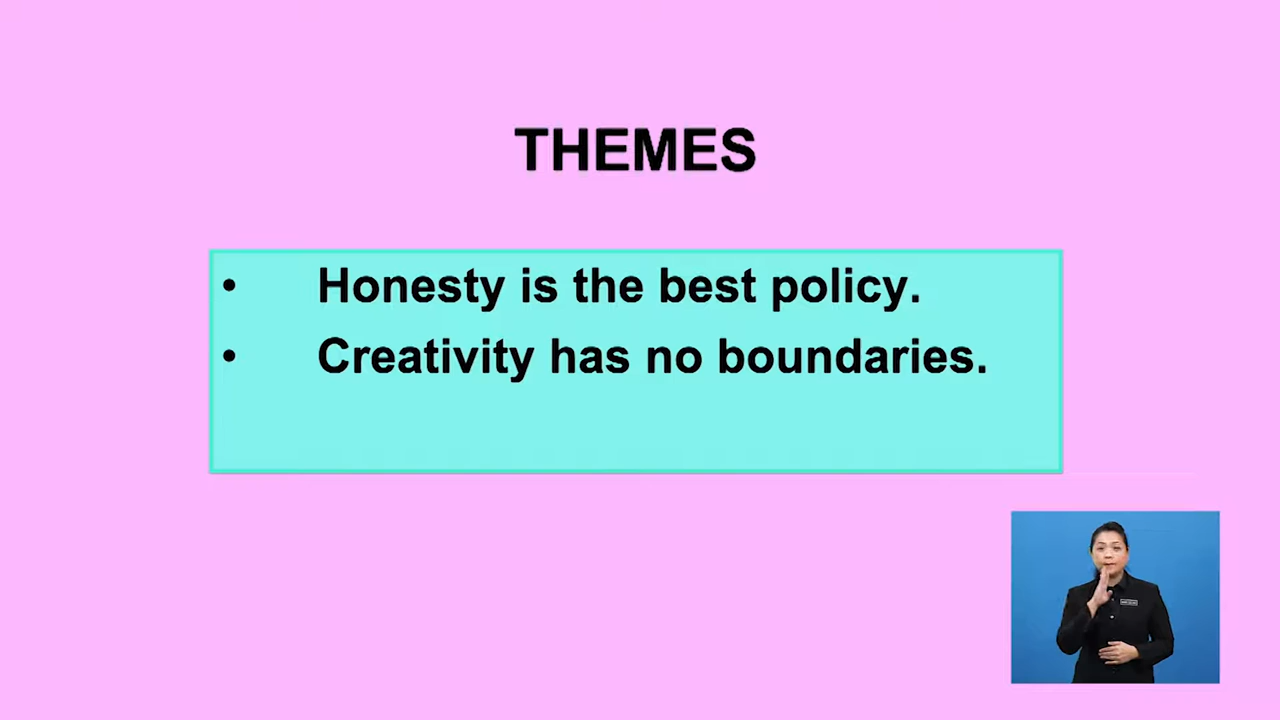 THEMES
• Honesty is the best policy.
• Creativity has no boundaries.